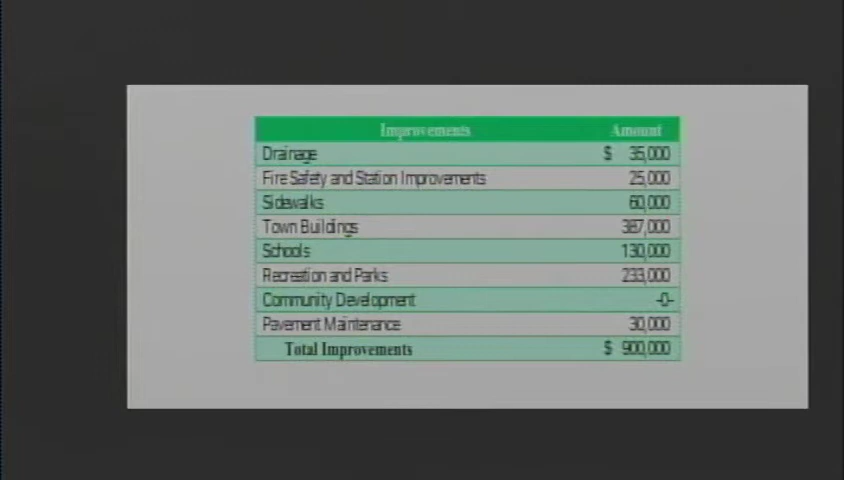 Improvements Amount
Drainage $ 35,000
Fire Safety and Station Improvements 25,000
Sidewalks 60,000
Town Buildings 387,000
Schools 130,000
Recreation and Parks 233,000
Community Development -0-
Pavement Maintenance 30,000
Total Improvements $ 900,000